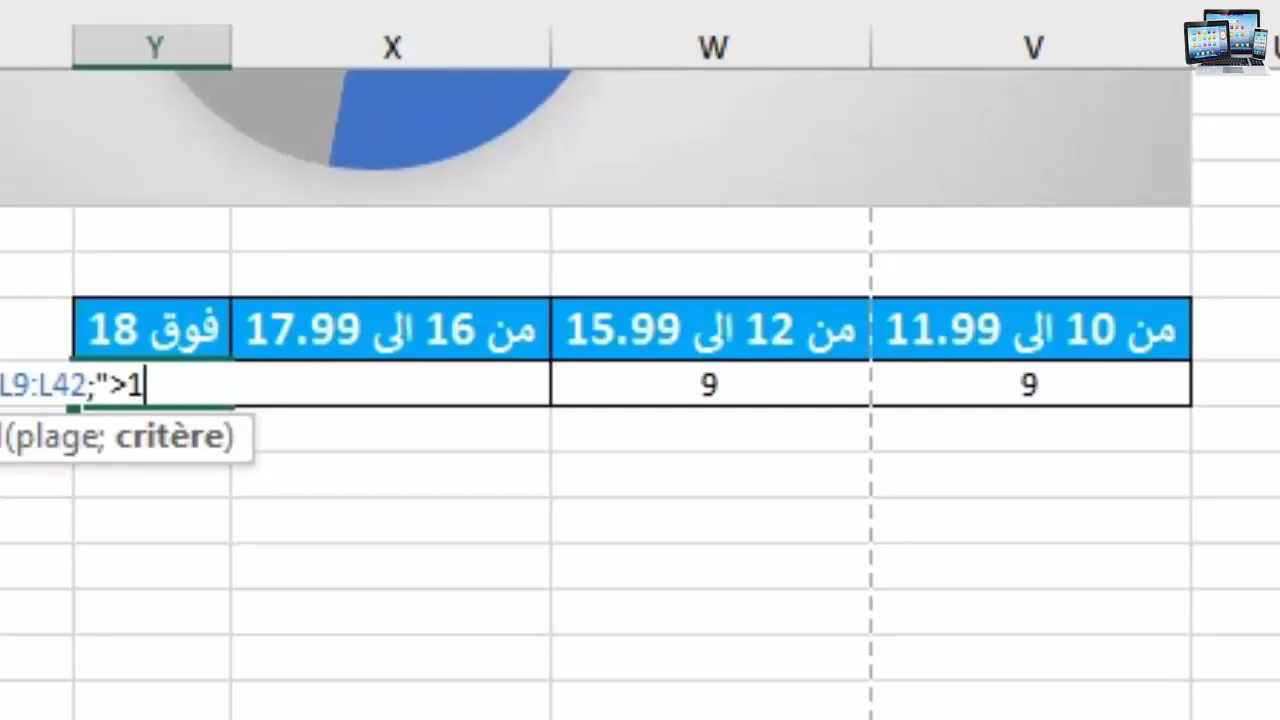 Y X W V
من 10 الى 11.99 من 12 الى 15.99 من 16 الى 17.99 فوق 18
L9:L42;">1 9 9
(plage; critère)